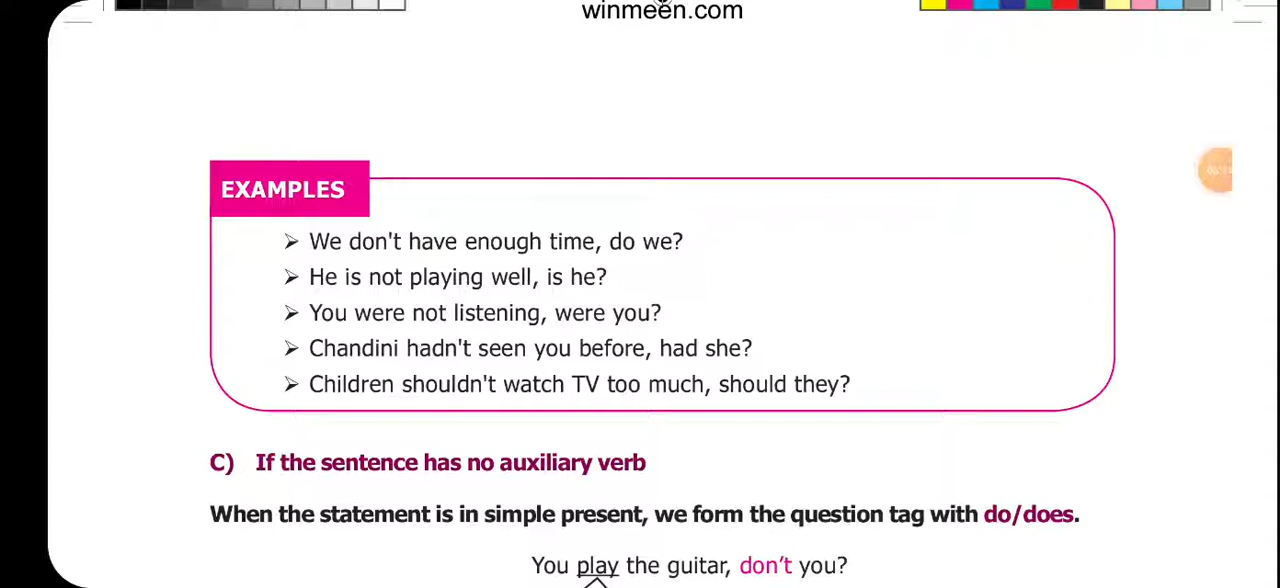 winmeen.com
EXAMPLES
➢ We don't have enough time, do we?
➢ He is not playing well, is he?
➢ You were not listening, were you?
➢ Chandini hadn't seen you before, had she?
➢ Children shouldn't watch TV too much, should they?
C) If the sentence has no auxiliary verb
When the statement is in simple present, we form the question tag with do/does.
You play the guitar, don’t you?